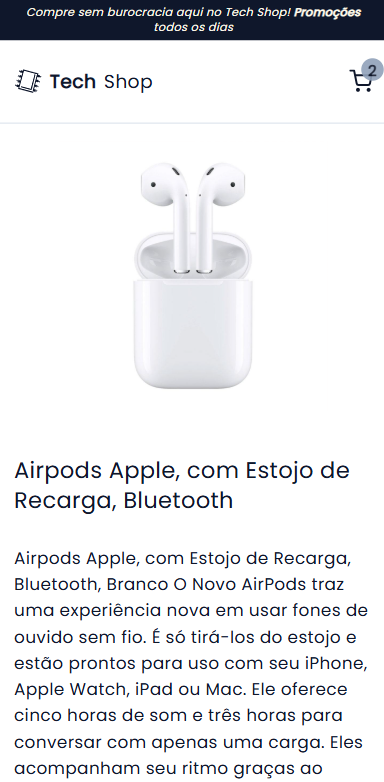 Compre sem burocracia aqui no Tech Shop! Promoções
todos os dias
Tech Shop
2
Airpods Apple, com Estojo de
Recarga, Bluetooth
Airpods Apple, com Estojo de Recarga,
Bluetooth, Branco O Novo AirPods traz
uma experiência nova em usar fones de
ouvido sem fio. É só tirá-los do estojo e
estão prontos para uso com seu iPhone,
Apple Watch, iPad ou Mac. Ele oferece
cinco horas de som e três horas para
conversar com apenas uma carga. Eles
acompanham seu ritmo graças ao